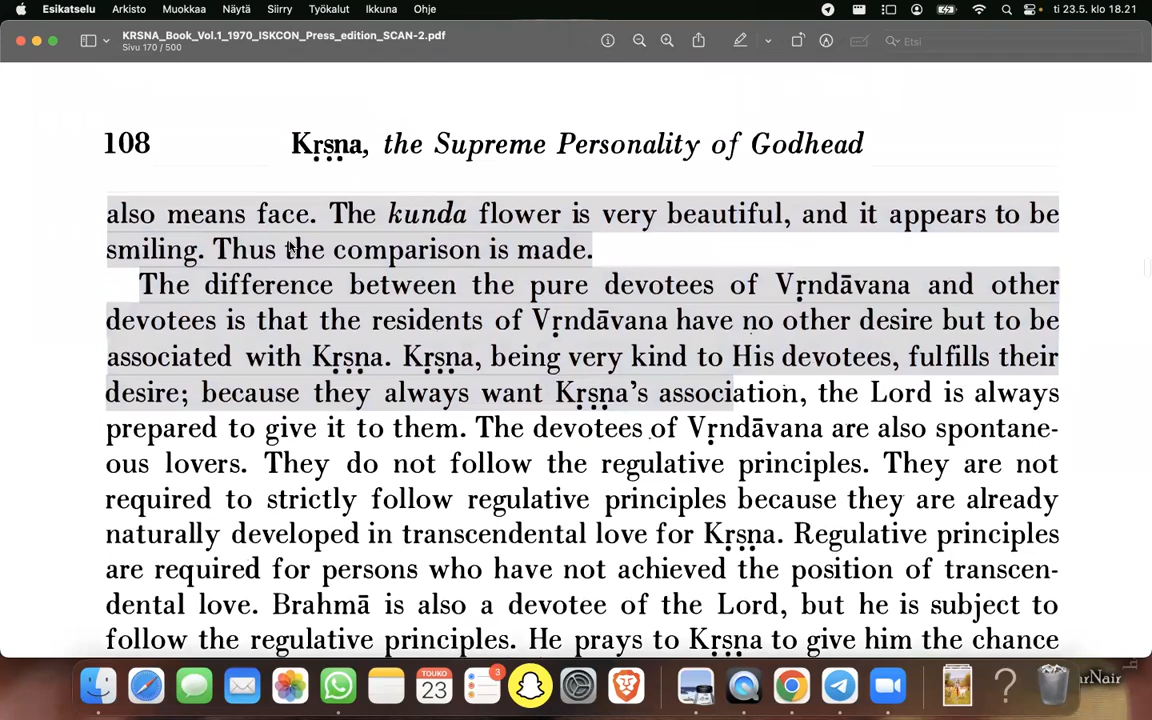 Esikatselu Arkisto Muokkaa Näytä Siirry Työkalut Ikkuna Ohje ti 23.5. klo 18.21
KRSNA_Book_Vol.1_1970_ISKCON_Press_edition_SCAN-2.pdf
Sivu 170 / 500
Etsi
108 Kṛṣṇa, the Supreme Personality of Godhead
also means face. The kunda flower is very beautiful, and it appears to be
smiling. Thus the comparison is made.
The difference between the pure devotees of Vṛndāvana and other
devotees is that the residents of Vṛndāvana have no other desire but to be
associated with Kṛṣṇa. Kṛṣṇa, being very kind to His devotees, fulfills their
desire; because they always want Kṛṣṇa's association, the Lord is always
prepared to give it to them. The devotees of Vṛndāvana are also spontane-
ous lovers. They do not follow the regulative principles. They are not
required to strictly follow regulative principles because they are already
naturally developed in transcendental love for Kṛṣṇa. Regulative principles
are required for persons who have not achieved the position of transcen-
dental love. Brahmā is also a devotee of the Lord, but he is subject to
follow the regulative principles. He prays to Kṛṣṇa to give him the chance
TOUKO
23
3